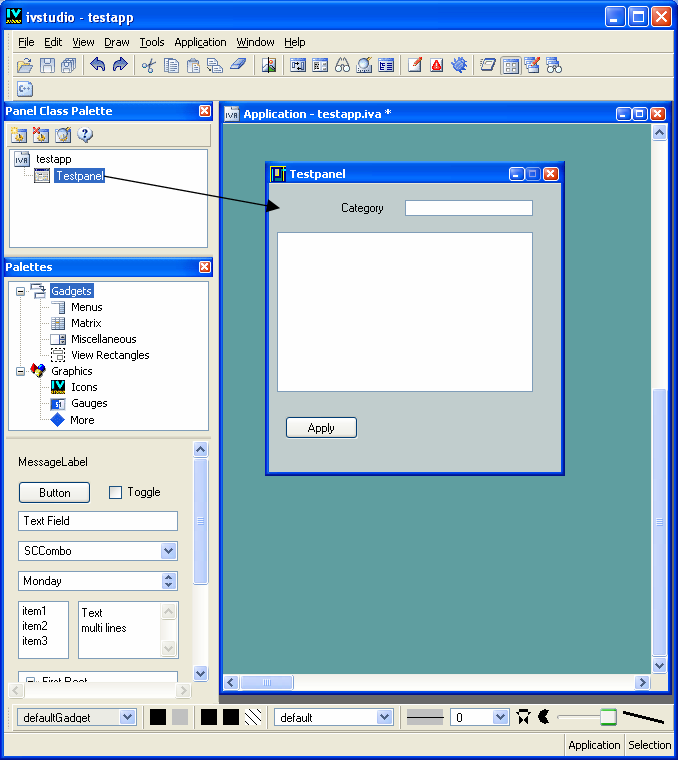 ivstudio - testapp
File Edit View Draw Tools Application Window Help
Panel Class Palette
IVA testapp
Testpanel
Palettes
Gadgets
Menus
Matrix
Miscellaneous
View Rectangles
Graphics
Icons
Gauges
More
MessageLabel
Button Toggle
Text Field
SCCombo
Monday
item1
item2
item3
Text
multi lines
First Root
IVA Application - testapp.iva *
Testpanel
Category
Apply
defaultGadget default 0
Application Selection